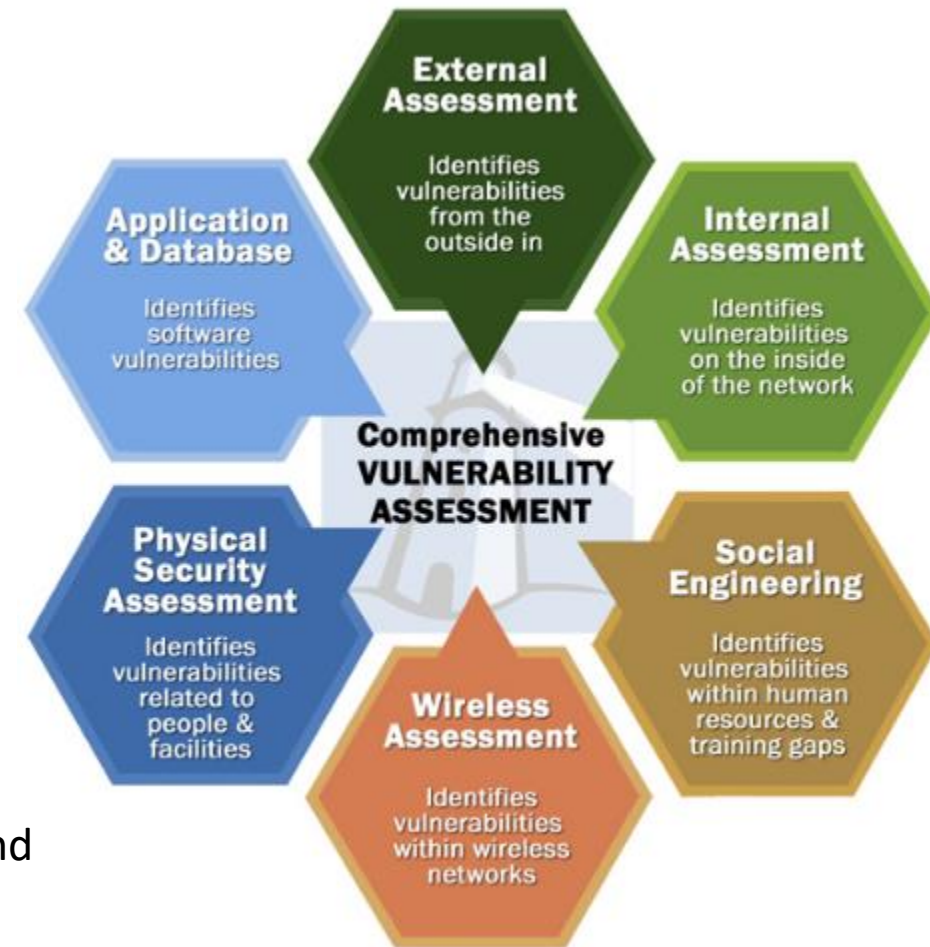 External
Assessment
Identifies
vulnerabilities
from the
outside in
Application
& Database
Identifies
software
vulnerabilities
Internal
Assessment
Identifies
vulnerabilities
on the inside
of the network
Comprehensive
VULNERABILITY
ASSESSMENT
Physical
Security
Assessment
Identifies
vulnerabilities
related to
people &
facilities
Social
Engineering
Identifies
vulnerabilities
within human
resources &
training gaps
Wireless
Assessment
Identifies
vulnerabilities
within wireless
networks